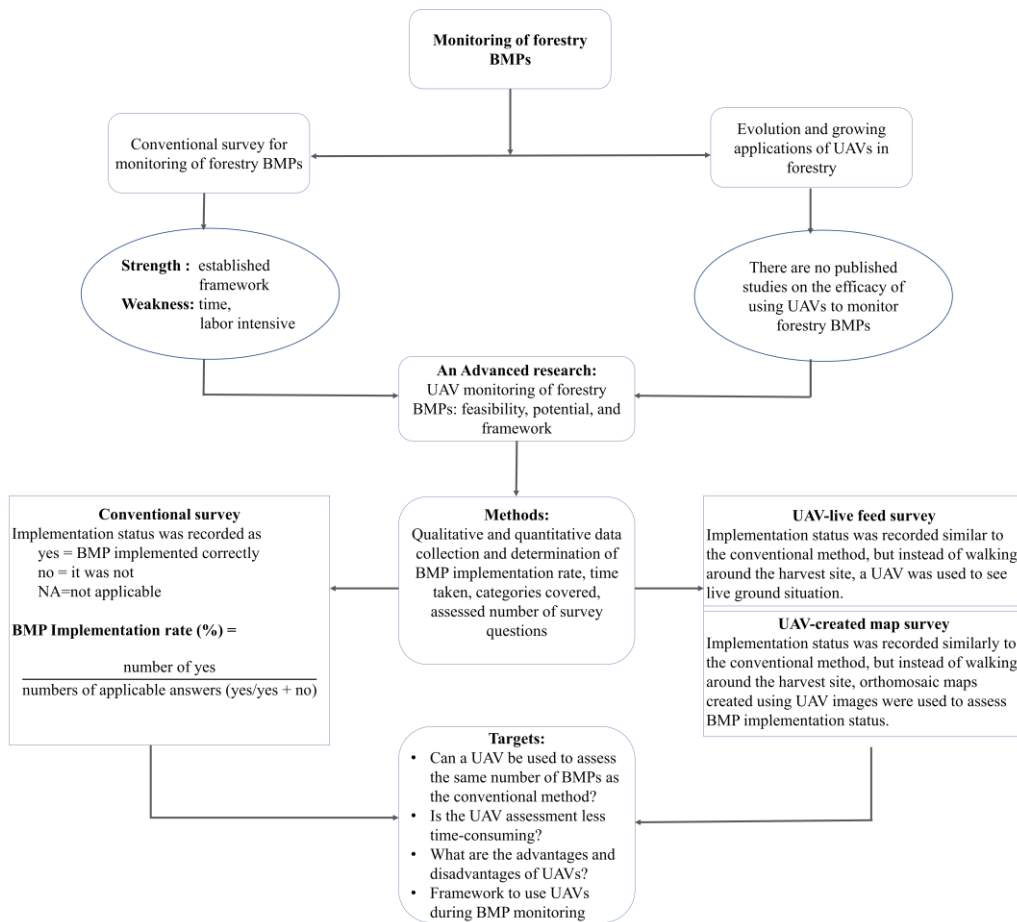 Monitoring of forestry
BMPs
Conventional survey for
monitoring of forestry BMPs
Evolution and growing
applications of UAVs in
forestry
Strength : established
framework
Weakness: time,
labor intensive
There are no published
studies on the efficacy of
using UAVs to monitor
forestry BMPs
An Advanced research:
UAV monitoring of forestry
BMPs: feasibility, potential, and
framework
Conventional survey
Implementation status was recorded as
yes = BMP implemented correctly
no = it was not
NA=not applicable
BMP Implementation rate (%) =
number of yes
numbers of applicable answers (yes/yes + no)
Methods:
Qualitative and quantitative data
collection and determination of
BMP implementation rate, time
taken, categories covered,
assessed number of survey
questions
UAV-live feed survey
Implementation status was recorded similar to
the conventional method, but instead of walking
around the harvest site, a UAV was used to see
live ground situation.
UAV-created map survey
Implementation status was recorded similarly to
the conventional method, but instead of walking
around the harvest site, orthomosaic maps
created using UAV images were used to assess
BMP implementation status.
Targets:
• Can a UAV be used to assess
the same number of BMPs as
the conventional method?
• Is the UAV assessment less
time-consuming?
• What are the advantages and
disadvantages of UAVs?
• Framework to use UAVs
during BMP monitoring